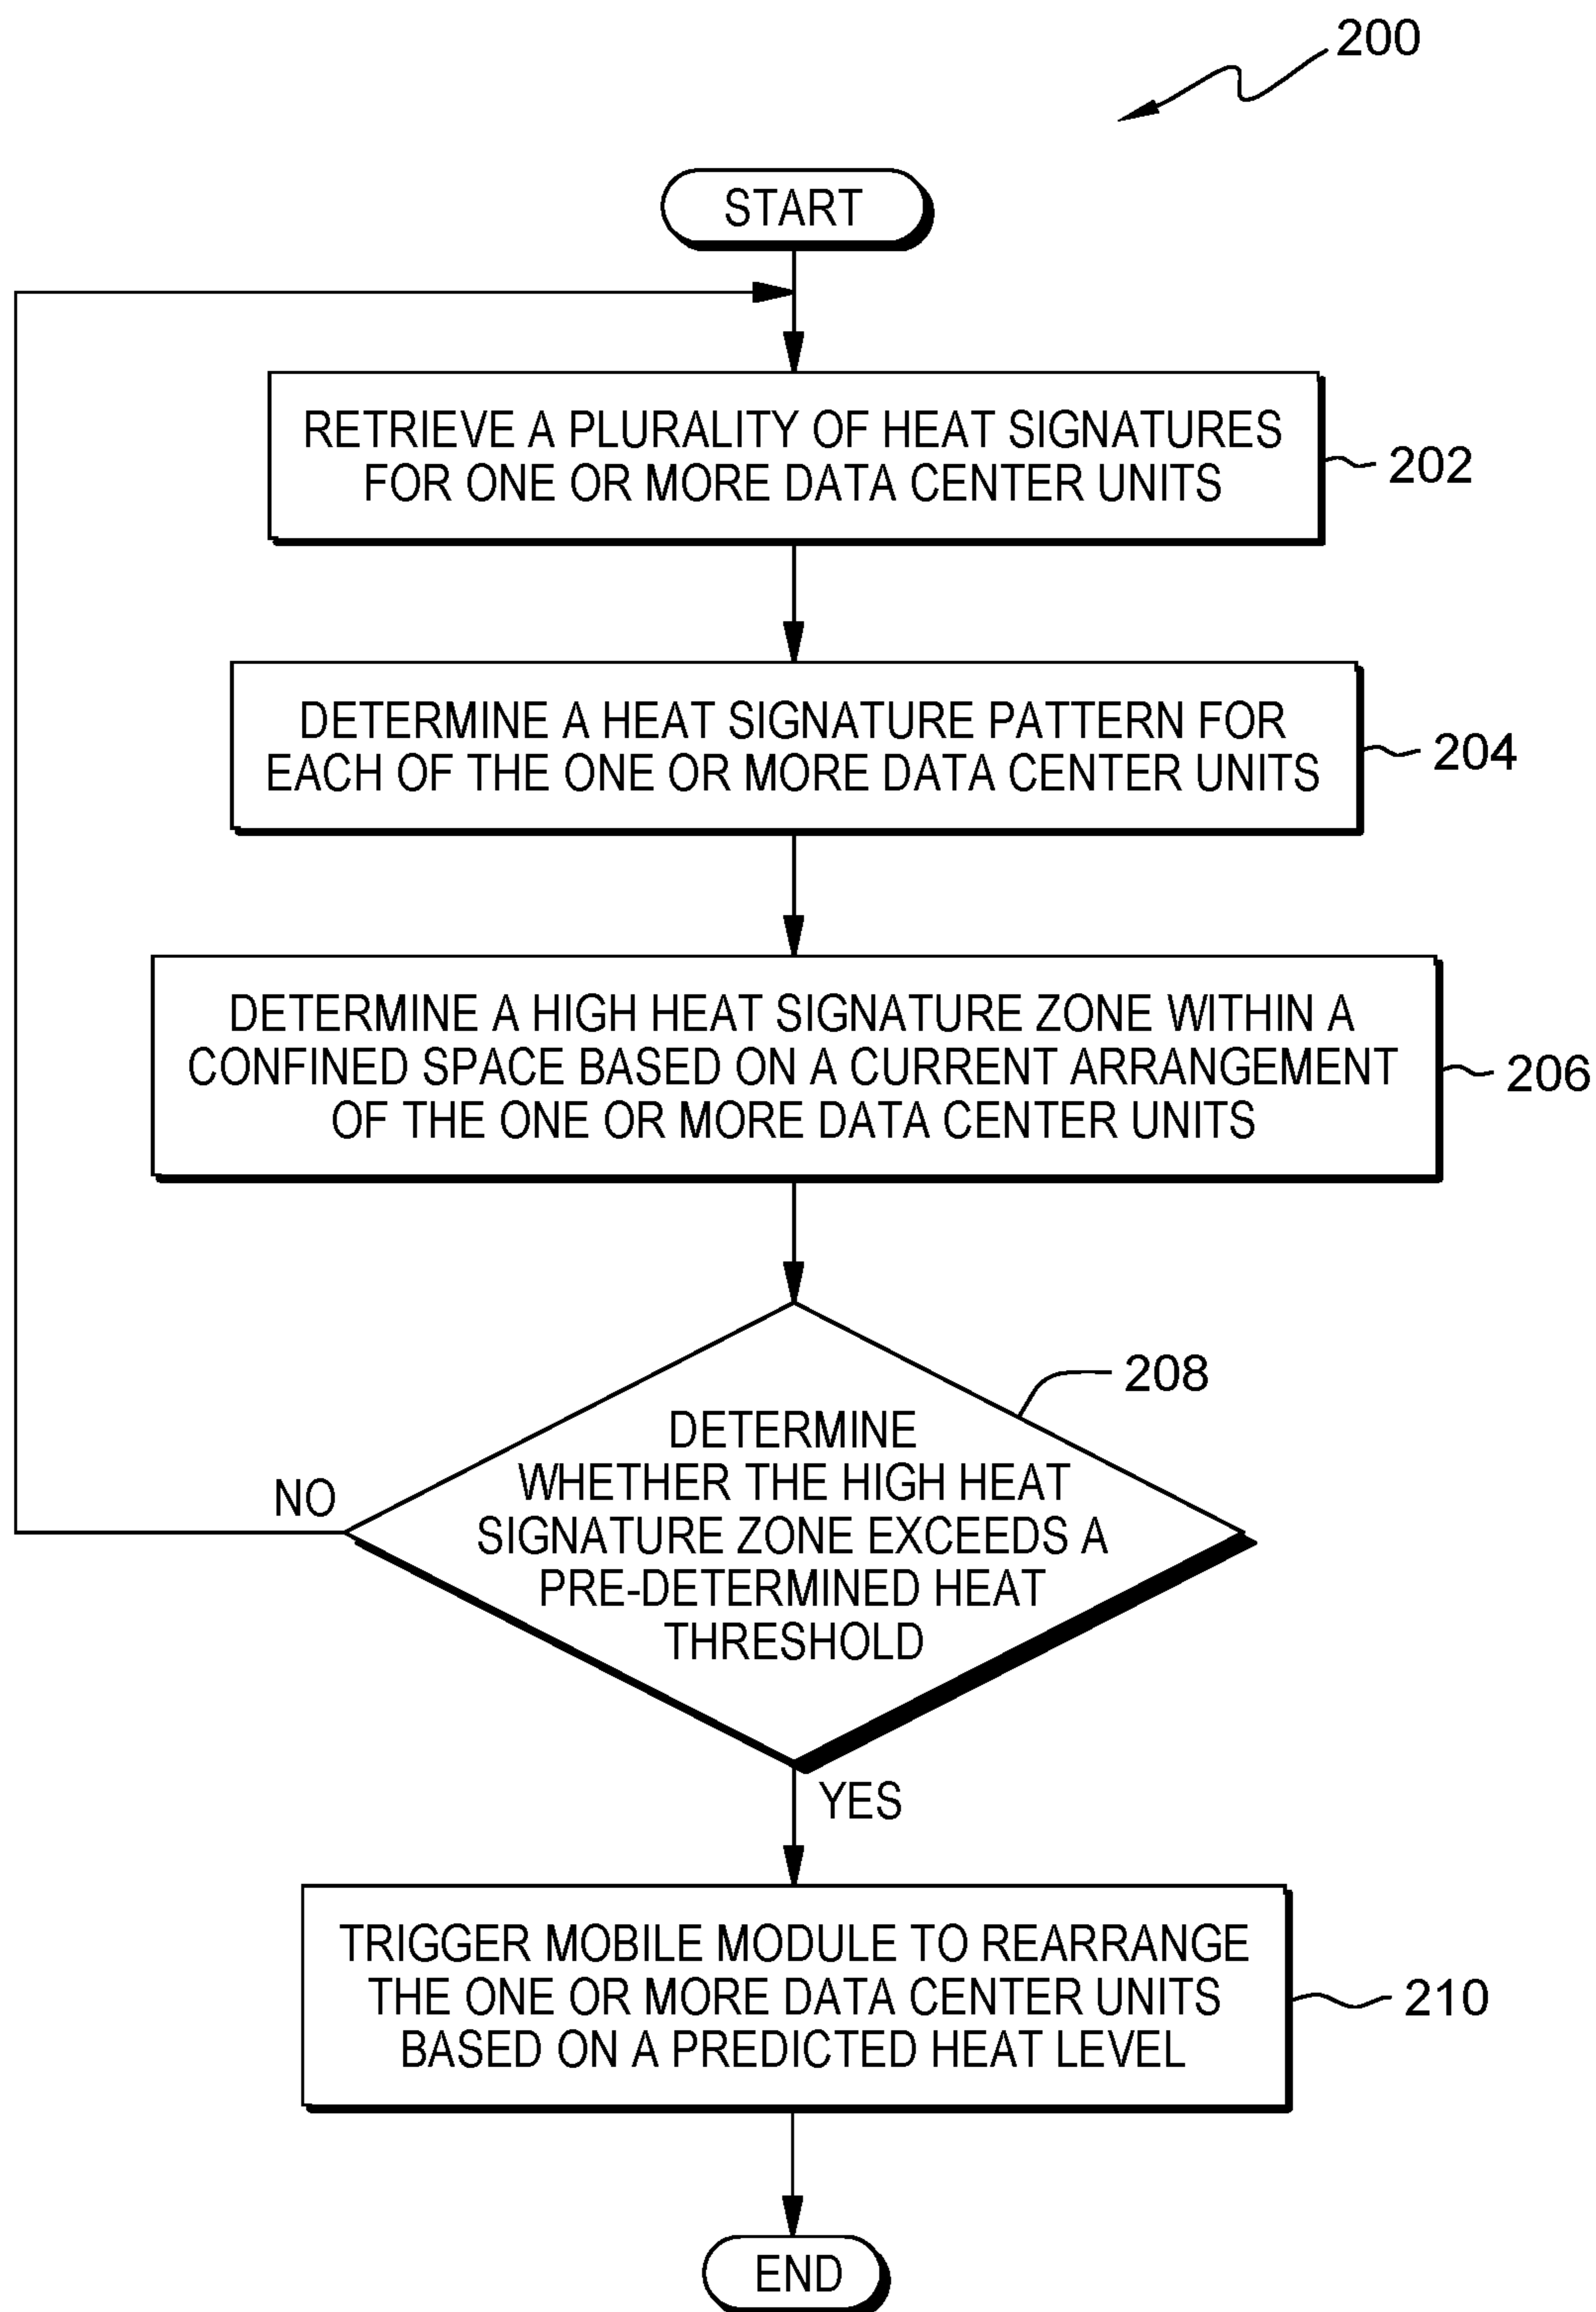 200
START
RETRIEVE A PLURALITY OF HEAT SIGNATURES
FOR ONE OR MORE DATA CENTER UNITS
202
DETERMINE A HEAT SIGNATURE PATTERN FOR
EACH OF THE ONE OR MORE DATA CENTER UNITS
204
DETERMINE A HIGH HEAT SIGNATURE ZONE WITHIN A
CONFINED SPACE BASED ON A CURRENT ARRANGEMENT
OF THE ONE OR MORE DATA CENTER UNITS
206
208
DETERMINE
WHETHER THE HIGH HEAT
SIGNATURE ZONE EXCEEDS A
PRE-DETERMINED HEAT
THRESHOLD
NO
YES
TRIGGER MOBILE MODULE TO REARRANGE
THE ONE OR MORE DATA CENTER UNITS
BASED ON A PREDICTED HEAT LEVEL
210
END